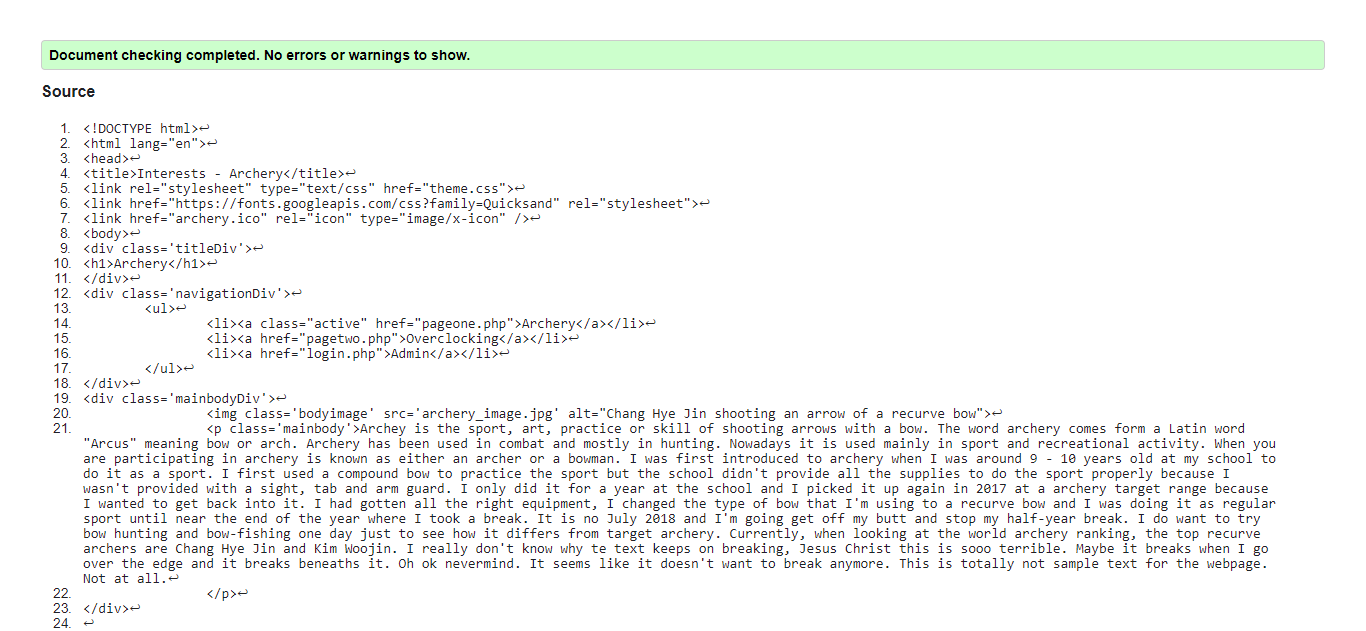 Document checking completed. No errors or warnings to show.
Source
1. <!DOCTYPE html>↩
2. <html lang="en">↩
3. <head>↩
4. <title>Interests - Archery</title>↩
5. <link rel="stylesheet" type="text/css" href="theme.css">↩
6. <link href="https://fonts.googleapis.com/css?family=Quicksand" rel="stylesheet">↩
7. <link href="archery.ico" rel="icon" type="image/x-icon" />↩
8. <body>↩
9. <div class='titleDiv'>↩
10. <h1>Archery</h1>↩
11. </div>↩
12. <div class='navigationDiv'>↩
13. <ul>↩
14. <li><a class="active" href="pageone.php">Archery</a></li>↩
15. <li><a href="pagetwo.php">Overclocking</a></li>↩
16. <li><a href="login.php">Admin</a></li>↩
17. </ul>↩
18. </div>↩
19. <div class='mainbodyDiv'>↩
20. <img class='bodyimage' src='archery_image.jpg' alt="Chang Hye Jin shooting an arrow of a recurve bow">↩
21. <p class='mainbody'>Archey is the sport, art, practice or skill of shooting arrows with a bow. The word archery comes form a Latin word
"Arcus" meaning bow or arch. Archery has been used in combat and mostly in hunting. Nowadays it is used mainly in sport and recreational activity. When you
are participating in archery is known as either an archer or a bowman. I was first introduced to archery when I was around 9 - 10 years old at my school to
do it as a sport. I first used a compound bow to practice the sport but the school didn't provide all the supplies to do the sport properly because I
wasn't provided with a sight, tab and arm guard. I only did it for a year at the school and I picked it up again in 2017 at a archery target range because
I wanted to get back into it. I had gotten all the right equipment, I changed the type of bow that I'm using to a recurve bow and I was doing it as regular
sport until near the end of the year where I took a break. It is no July 2018 and I'm going get off my butt and stop my half-year break. I do want to try
bow hunting and bow-fishing one day just to see how it differs from target archery. Currently, when looking at the world archery ranking, the top recurve
archers are Chang Hye Jin and Kim Woojin. I really don't know why te text keeps on breaking, Jesus Christ this is sooo terrible. Maybe it breaks when I go
over the edge and it breaks beneaths it. Oh ok nevermind. It seems like it doesn't want to break anymore. This is totally not sample text for the webpage.
Not at all.↩
22. </p>↩
23. </div>↩
24. ↩